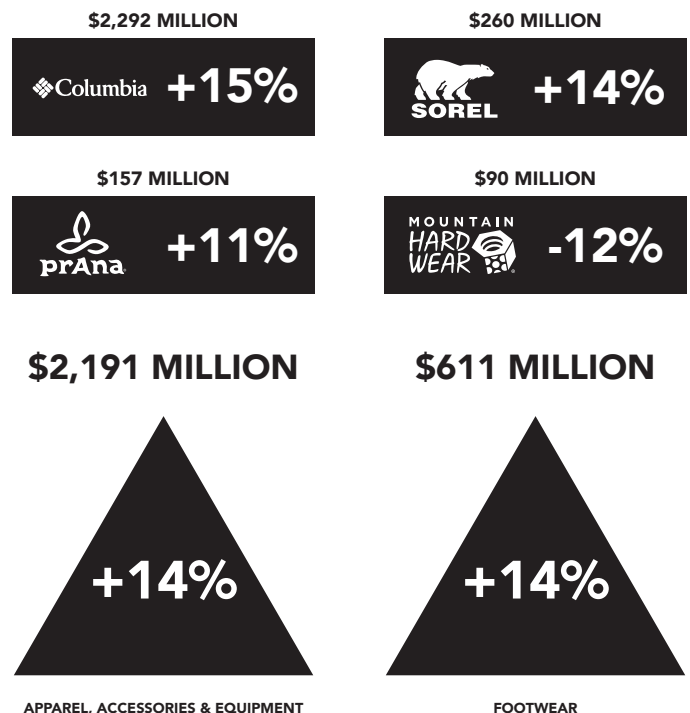 $2,292 MILLION
$260 MILLION
Columbia +15%
SOREL +14%
$157 MILLION
$90 MILLION
prAna +11%
MOUNTAIN
HARD
WEAR
-12%
$2,191 MILLION
$611 MILLION
+14%
+14%
APPAREL, ACCESSORIES & EQUIPMENT
FOOTWEAR